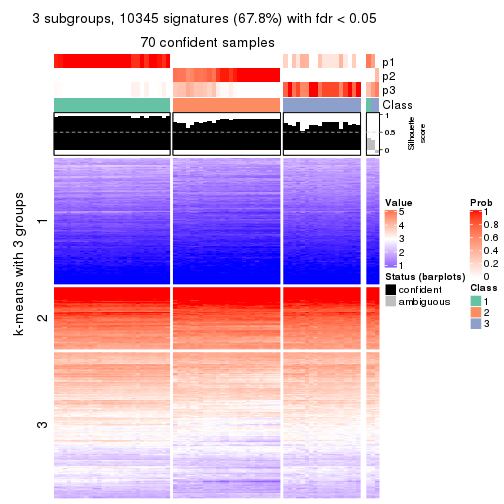 3 subgroups, 10345 signatures (67.8%) with fdr < 0.05
70 confident samples
p1
p2
p3
Class
1
0.5
0
Silhouette
score
k-means with 3 groups
1
2
3
Value
5
4
3
2
1
Status (barplots)
confident
ambiguous
Prob
1
0.8
0.6
0.4
0.2
0
Class
1
2
3